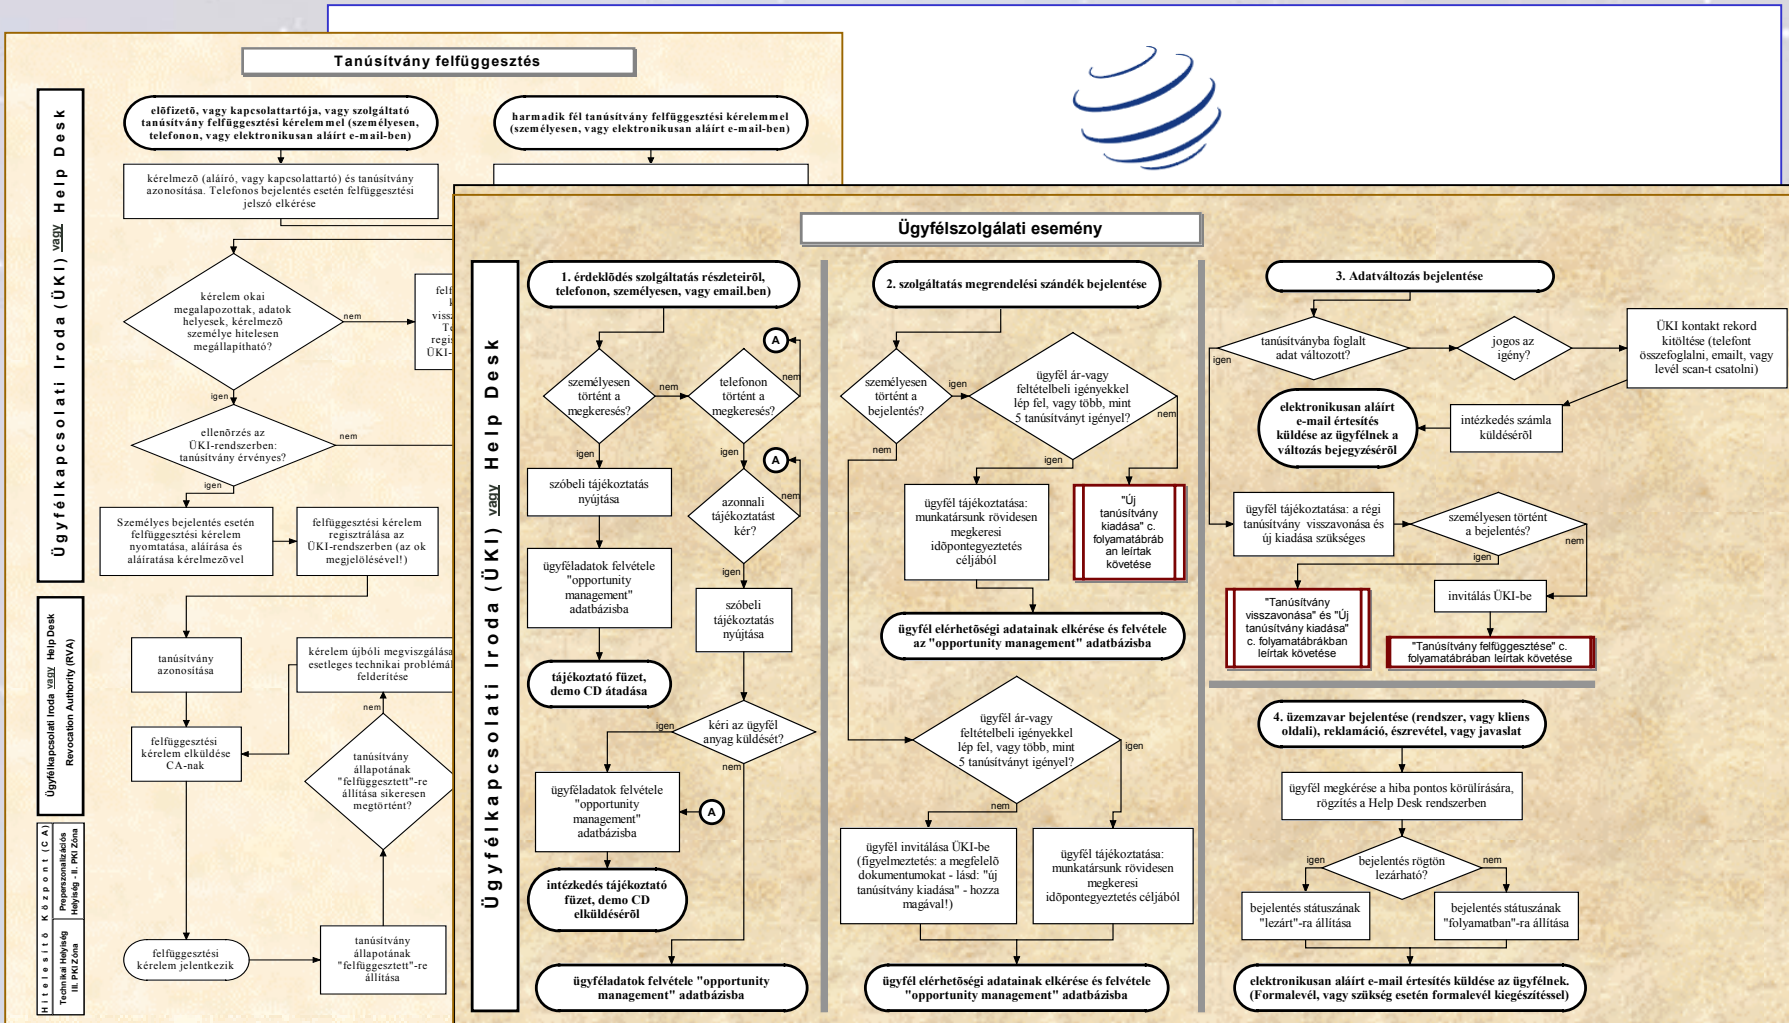 Tanúsítvány felfüggesztés
Ügyfélkapcsolati Iroda (ÜKI) vagy Help Desk
elõfizetõ, vagy kapcsolattartója, vagy szolgáltató
tanúsítvány felfüggesztési kérelemmel (személyesen,
telefonon, vagy elektronikusan aláírt e-mail-ben)
harmadik fél tanúsítvány felfüggesztési kérelemmel
(személyesen, vagy elektronikusan aláírt e-mail-ben)
kérelmezõ (aláíró, vagy kapcsolattartó) és tanúsítvány
azonosítása. Telefonos bejelentés esetén felfüggesztési
jelszó elkérése
kérelem okai
megalapozottak, adatok
helyesek, kérelmezõ
személye hitelesen
megállapítható?
nem
igen
ÜKI-
ellenõrzés az
ÜKI-rendszerben:
tanúsítvány érvényes?
nem
igen
Személyes bejelentés esetén
felfüggesztési kérelem
nyomtatása, aláírása és
aláíratása kérelmezõvel
felfüggesztési kérelem
regisztrálása az
ÜKI-rendszerben (az ok
megjelölésével!)
Ügyfélkapcsolati Iroda vagy Help Desk
Revocation Authority (RVA)
tanúsítvány
azonosítása
kérelem újbóli megvizsgálása
esetleges technikai
felderítése
nem
felfüggesztési
kérelem elküldése
CA-nak
tanúsítvány
állapotának
"felfüggesztett"-re
állítása sikeresen
megtörtént?
Hitelesítõ Központ (CA)
Preperszonalizációs
Helyiség - II. PKI Zóna
Technikai Helyiség
III. PKI Zóna
felfüggesztési
kérelem jelentkezik
tanúsítvány
állapotának
"felfüggesztett"-re
állítása
Ügyfélszolgálati esemény
Ügyfélkapcsolati Iroda (ÜKI) vagy Help Desk
1. érdeklõdés szolgáltatás részleteirõl,
telefonon, személyesen, vagy email.ben)
személyesen
történt a
megkeresés?
nem
telefonon
történt a
megkeresés?
nem
A
igen
igen
szóbeli tájékoztatás
nyújtása
azonnali
tájékoztatást
kér?
nem
A
igen
ügyféladatok felvétele
"opportunity
management"
adatbázisba
szóbeli
tájékoztatás
nyújtása
tájékoztató füzet,
demo CD átadása
kéri az ügyfél
anyag küldését?
igen
nem
ügyféladatok felvétele
"opportunity
management"
adatbázisba
A
intézkedés tájékoztató
füzet, demo CD
elküldésérõl
ügyféladatok felvétele "opportunity
management" adatbázisba
2. szolgáltatás megrendelési szándék bejelentése
személyesen
történt a
bejelentés?
igen
ügyfél ár-vagy
feltételbeli igényekkel
lép fel, vagy több, mint
5 tanúsítványt igényel?
nem
nem
igen
ügyfél tájékoztatása:
munkatársunk rövidesen
megkeresi
idõpontegyeztetés
céljából
"Új
tanúsítvány
kiadása" c.
folyamatábráb
an leírtak
követése
ügyfél elérhetõségi adatainak elkérése és felvétele
az "opportunity management" adatbázisba
ügyfél ár-vagy
feltételbeli igényekkel
lép fel, vagy több, mint
5 tanúsítványt igényel?
igen
nem
ügyfél invitálása ÜKI-be
(figyelmeztetés: a megfelelõ
dokumentumokat - lásd: "új
tanúsítvány kiadása" - hozza
magával!)
ügyfél tájékoztatása:
munkatársunk rövidesen
megkeresi
idõpontegyeztetés céljából
ügyfél elérhetõségi adatainak elkérése és felvétele
"opportunity management" adatbázisba
3. Adatváltozás bejelentése
igen
tanúsítványba foglalt
adat változott?
jogos az
igény?
ÜKI kontakt rekord
kitöltése (telefont
összefoglalni, emailt, vagy
levél scan-t csatolni)
elektronikusan aláírt
e-mail értesítés
küldése az ügyfélnek a
változás bejegyzésérõl
intézkedés számla
küldésérõl
ügyfél tájékoztatása: a régi
tanúsítvány visszavonása és
új kiadása szükséges
személyesen történt
a bejelentés?
nem
igen
"Tanúsítvány
visszavonása" és "Új
tanúsítvány kiadása"
c. folyamatábrákban
leírtak követése
invitálás ÜKI-be
"Tanúsítvány felfüggesztése" c.
folyamatábrában leírtak követése
4. üzemzavar bejelentése (rendszer, vagy kliens
oldali), reklamáció, észrevétel, vagy javaslat
ügyfél megkérése a hiba pontos körülírására,
rögzítés a Help Desk rendszerben
bejelentés rögtön
lezárható?
igen
nem
bejelentés státuszának
"lezárt"-ra állítása
bejelentés státuszának
"folyamatban"-ra állítása
elektronikusan aláírt e-mail értesítés küldése az ügyfélnek.
(Formalevél, vagy szükség esetén formalevél kiegészítéssel)